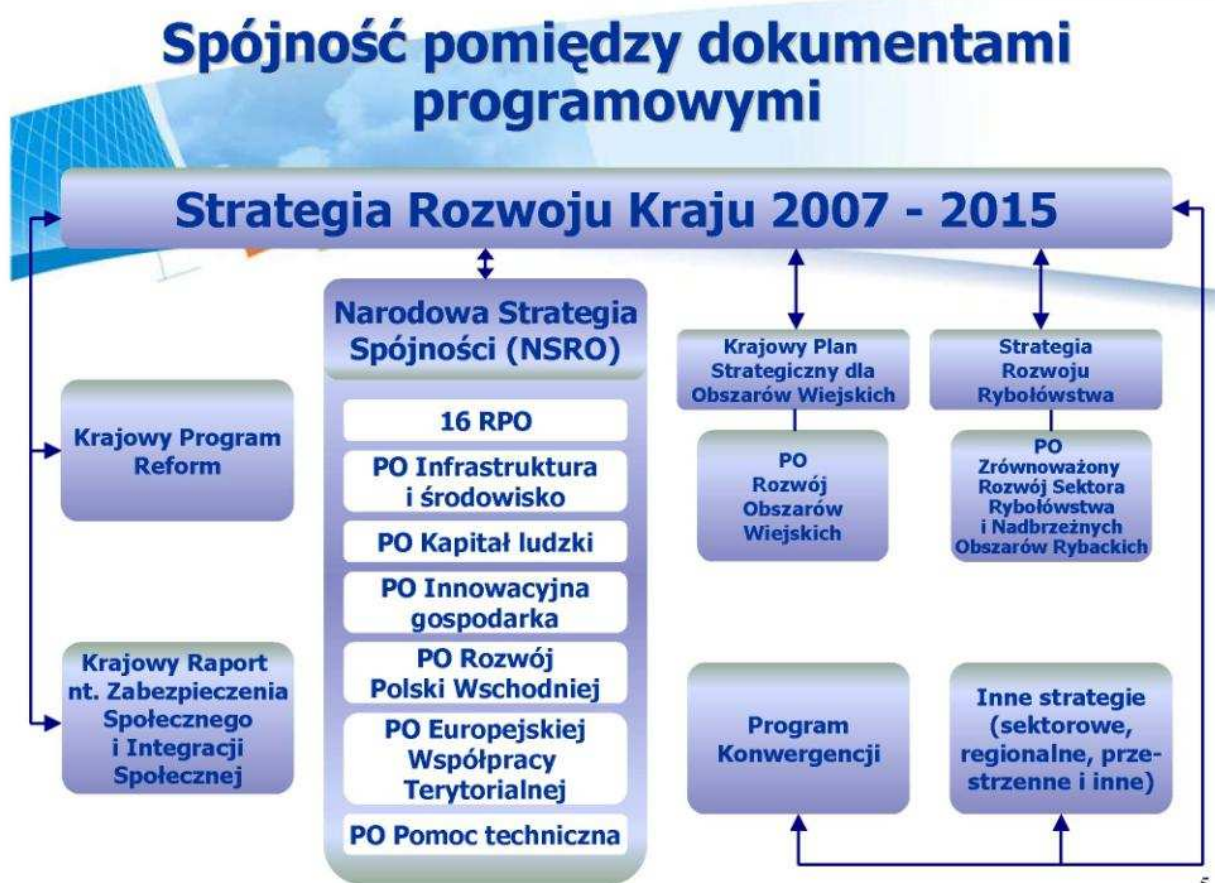 Spójność pomiędzy dokumentami
programowymi
Strategia Rozwoju Kraju 2007 - 2015
Krajowy Program
Reform
Krajowy Raport
nt. Zabezpieczenia
Społecznego
i Integracji
Społecznej
Narodowa Strategia
Spójności (NSRO)
16 RPO
PO Infrastruktura
i środowisko
PO Kapitał ludzki
PO Innowacyjna
gospodarka
PO Rozwój
Polski Wschodniej
PO Europejskiej
Współpracy
Terytorialnej
PO Pomoc techniczna
Krajowy Plan
Strategiczny dla
Obszarów Wiejskich
PO
Rozwój
Obszarów
Wiejskich
Strategia
Rozwoju
Rybołówstwa
PO
Zrównoważony
Rozwój Sektora
Rybołówstwa
i Nadbrzeżnych
Obszarów Rybackich
Program
Konwergencji
Inne strategie
(sektorowe,
regionalne, prze-
strzenne i inne)